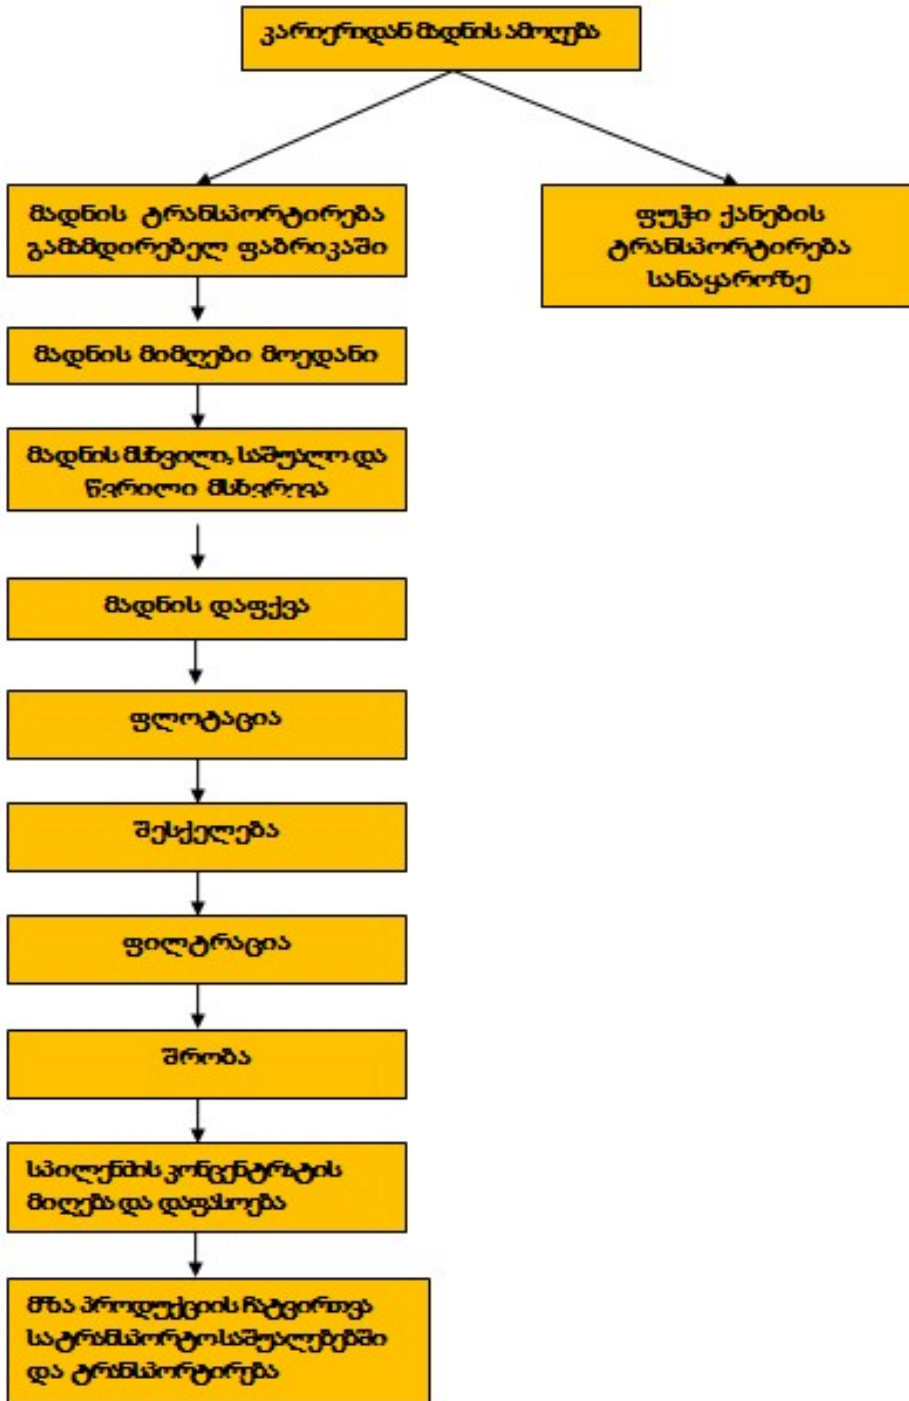 კარიერიდან მადნის ამოღება
მადნის ტრანსპორტირება
გამამდირებელ ფაბრიკაში
ფუჭი ქანების
ტრანსპორტირება
სანაყაროზე
მადნის მიმღები მოედანი
მადნის მსხვილი, საშუალო და
წვრილი მსხვრევა
მადნის დაფქვა
ფლოტაცია
შესქელება
ფილტრაცია
შრობა
სპილენძის კონცენტრატის
მიღება და დაფასოება
მზა პროდუქციის ჩატვირთვა
სატრანსპორტო საშუალებებში
და ტრანსპორტირება